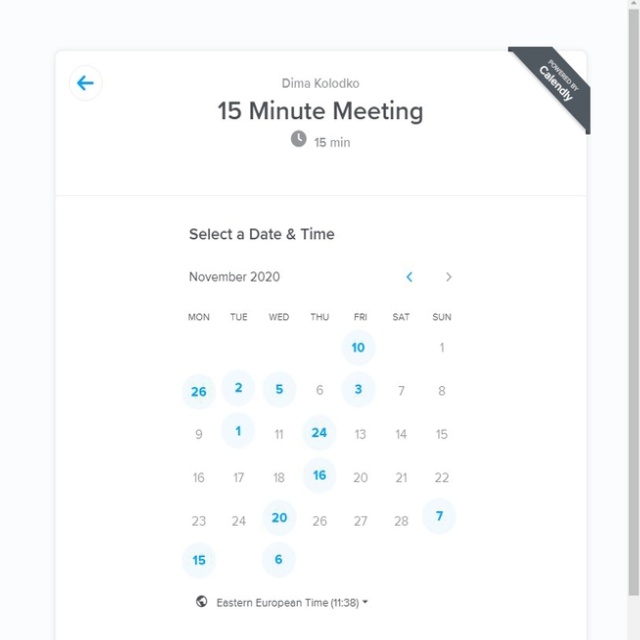 POWERED BY
Calendly
Dima Kolodko
15 Minute Meeting
15 min
Select a Date & Time
November 2020
MON TUE WED THU FRI SAT SUN
10 1
26 2 5 6 3 7 8
9 1 11 24 13 14 15
16 17 18 16 20 21 22
23 24 20 26 27 28 7
15 6
Eastern European Time (11:38)